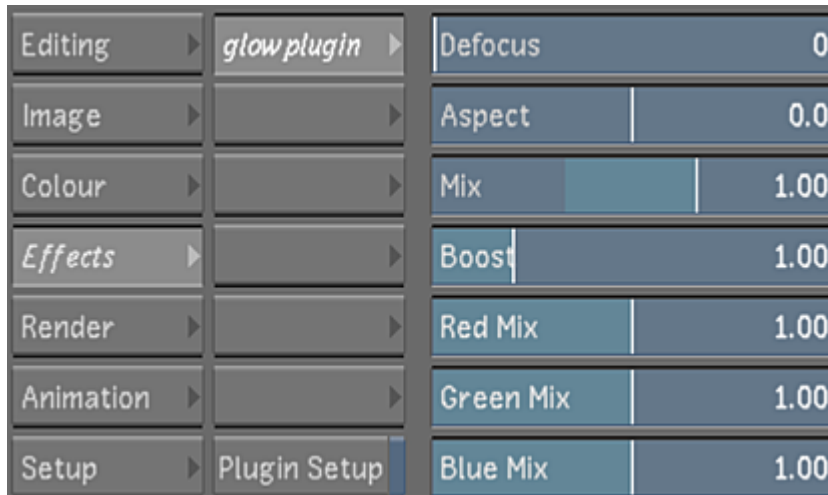 Editing glow plugin Defocus 0
Image Aspect 0.0
Colour Mix 1.00
Effects Boost 1.00
Render Red Mix 1.00
Animation Green Mix 1.00
Setup Plugin Setup Blue Mix 1.00